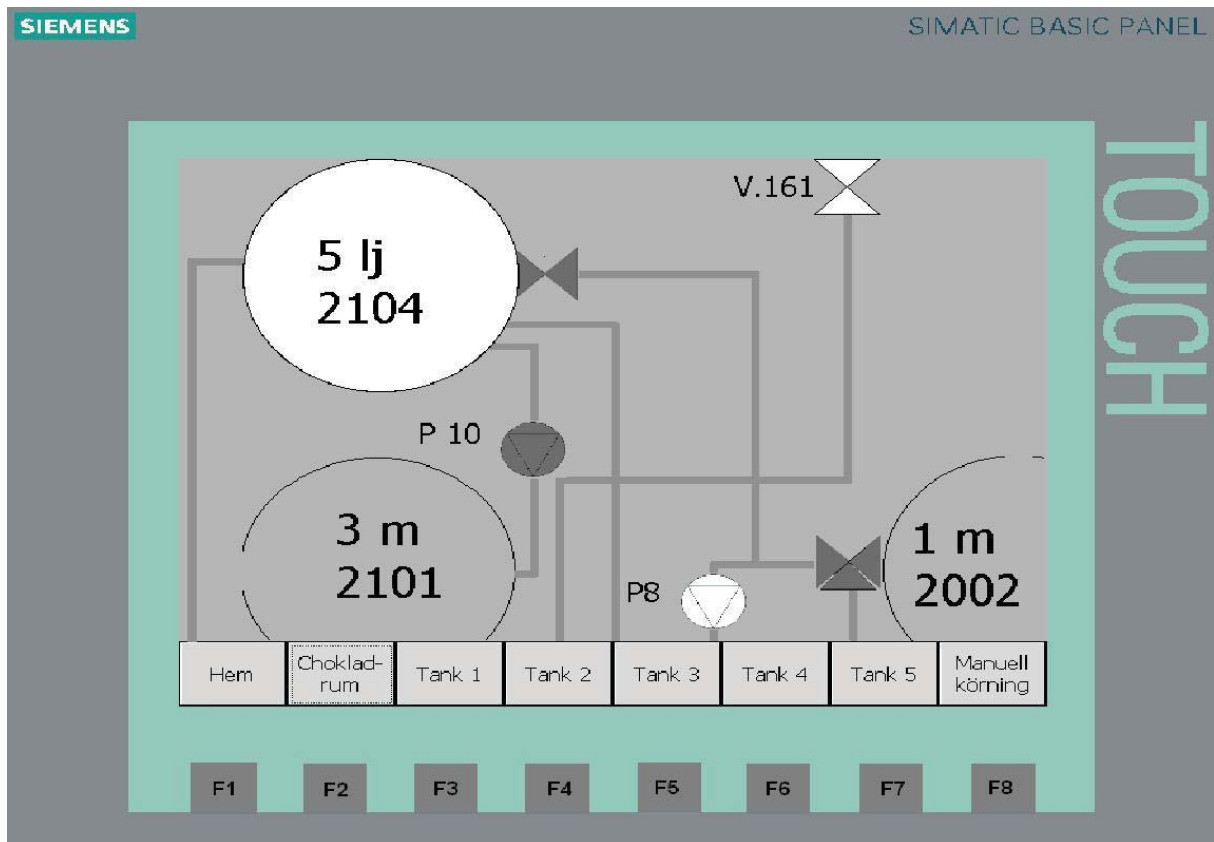 SIEMENS
SIMATIC BASIC PANEL
TOUCH
V.161
5 lj
2104
P 10
3 m
2101
P8
1 m
2002
Hem
Choklad-
rum
Tank 1
Tank 2
Tank 3
Tank 4
Tank 5
Manuell
körning
F1
F2
F3
F4
F5
F6
F7
F8